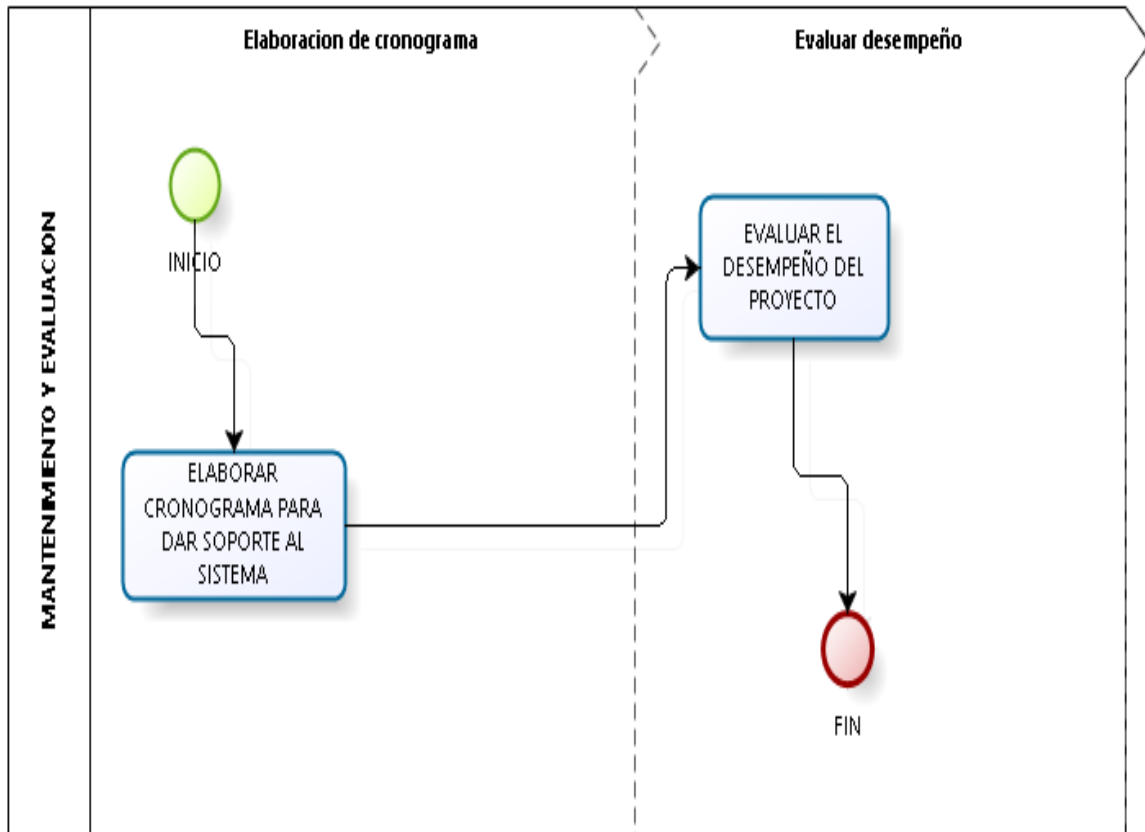 MANTENIMIENTO Y EVALUACION
Elaboracion de cronograma
Evaluar desempeño
INICIO
ELABORAR
CRONOGRAMA PARA
DAR SOPORTE AL
SISTEMA
EVALUAR EL
DESEMPEÑO DEL
PROYECTO
FIN